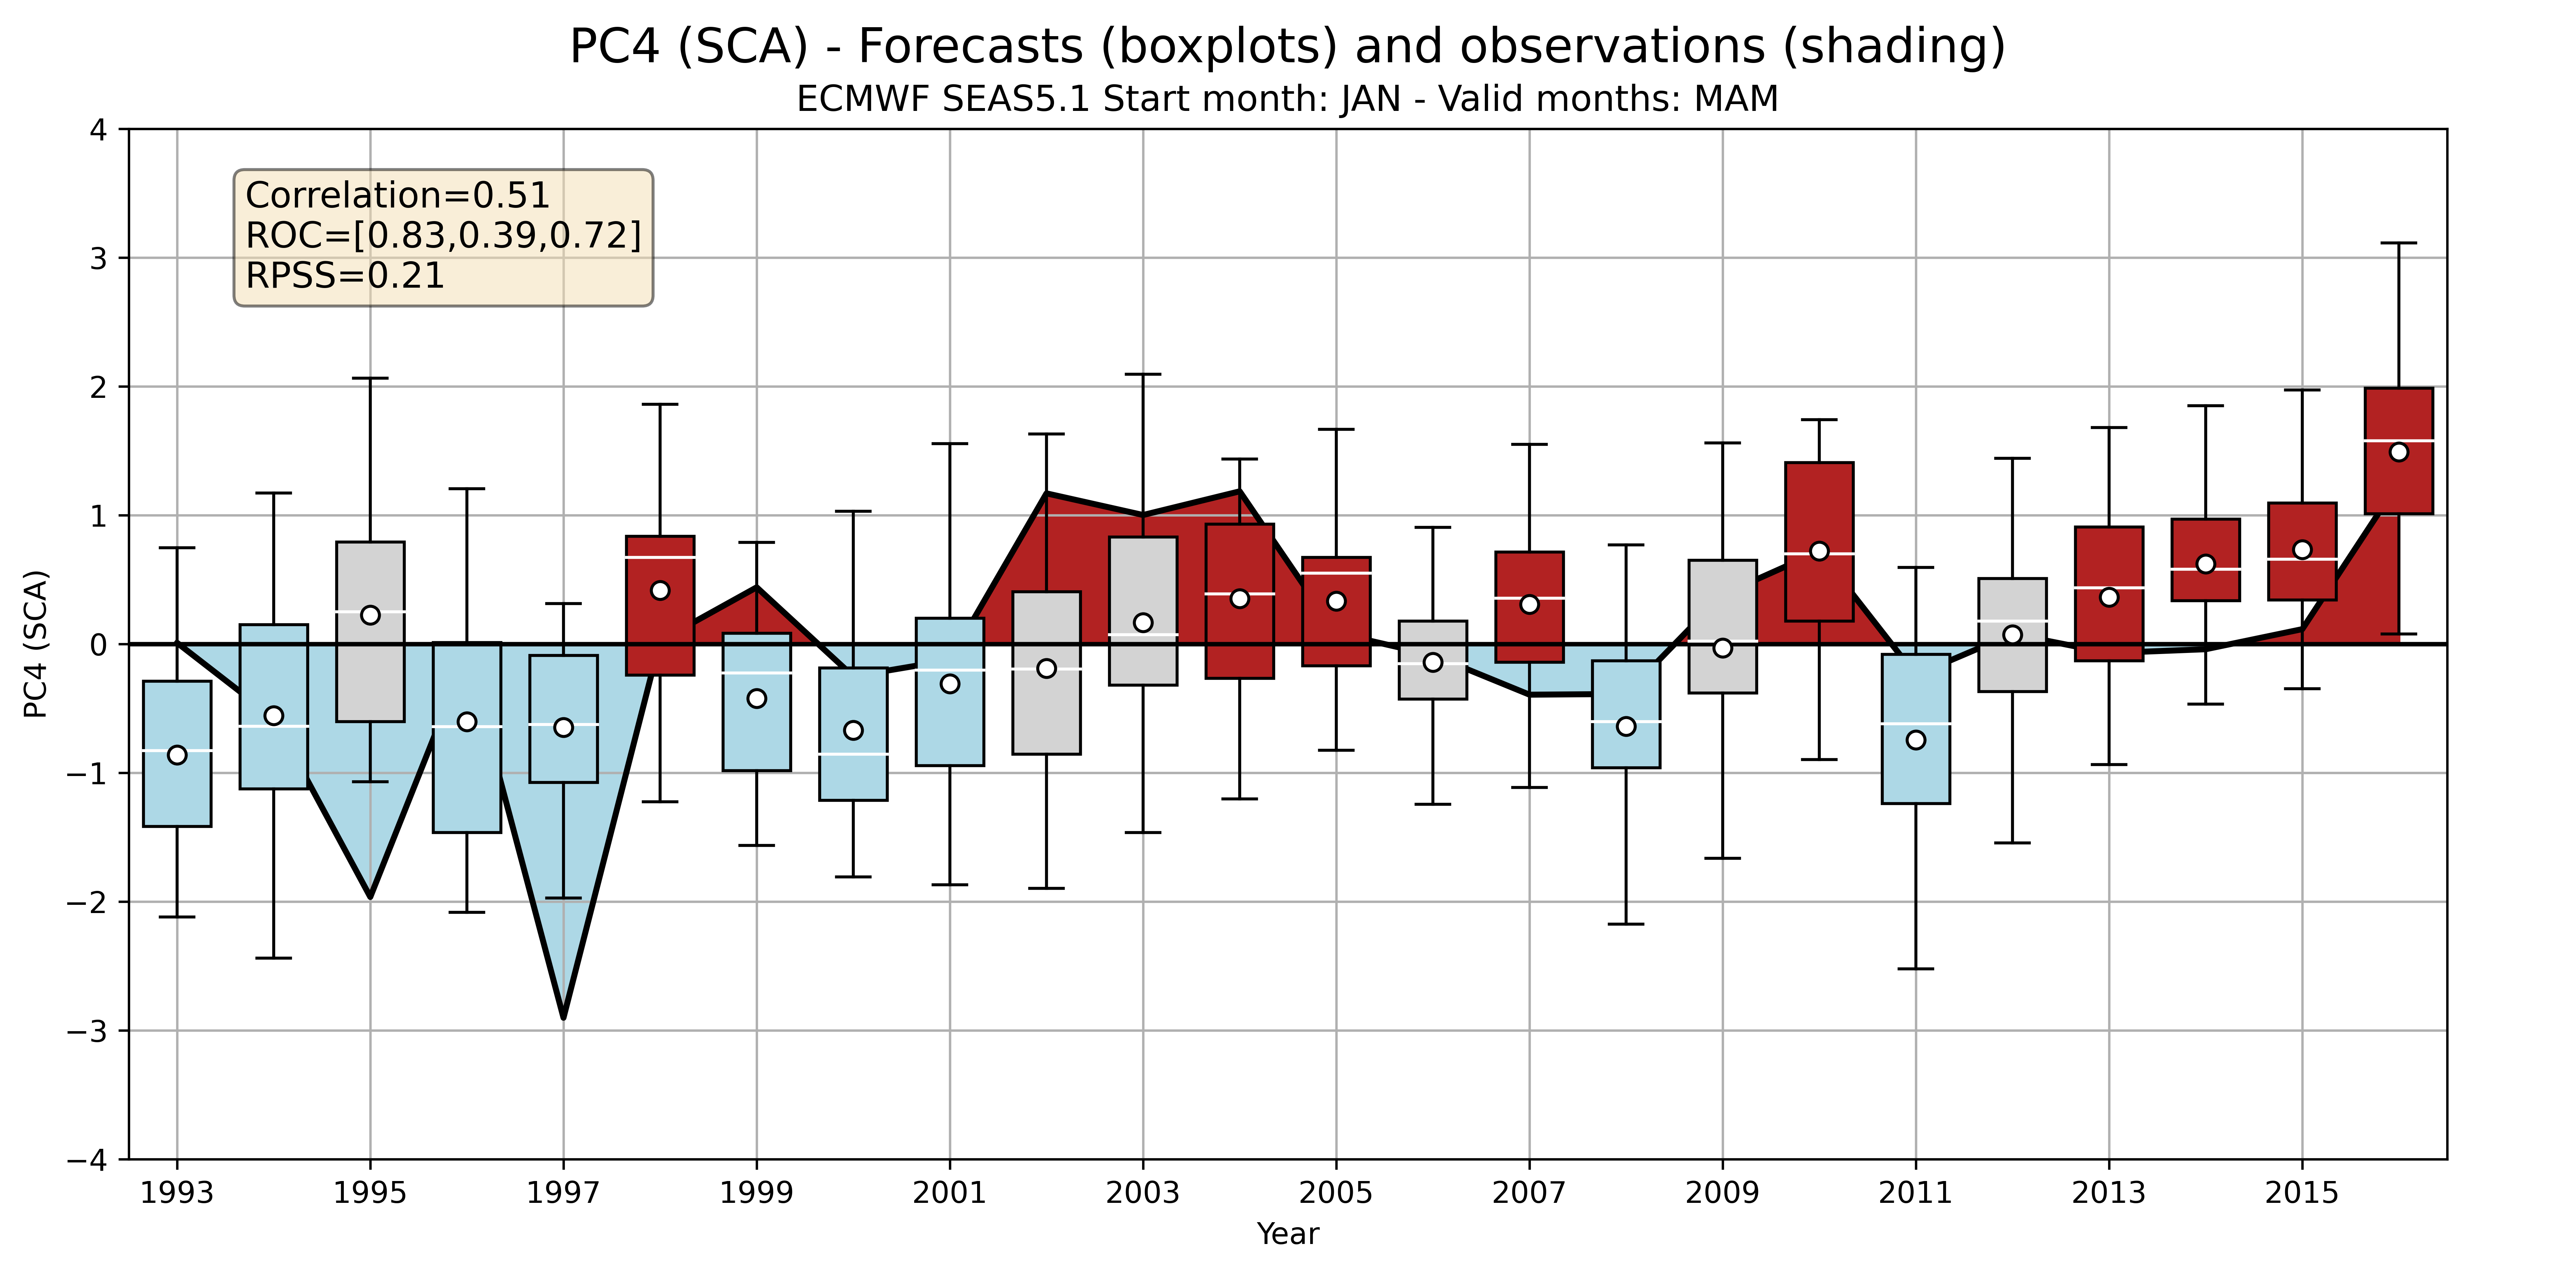 PC4 (SCA) - Forecasts (boxplots) and observations (shading)
ECMWF SEAS5.1 Start month: JAN - Valid months: MAM
Correlation=0.51
ROC=[0.83,0.39,0.72]
RPSS=0.21
PC4 (SCA)
4
3
2
1
0
−1
−2
−3
−4
1993 1995 1997 1999 2001 2003 2005 2007 2009 2011 2013 2015
Year